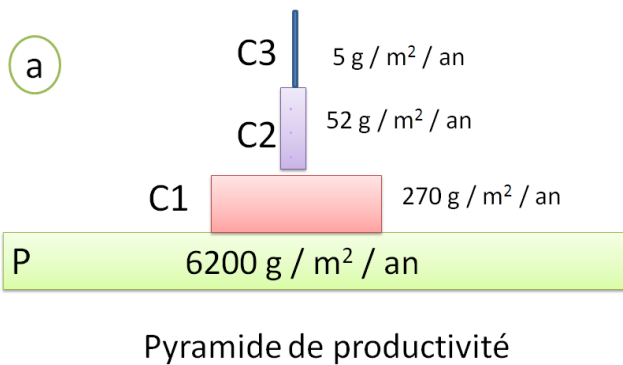 a
C3 5 g / m² / an
C2 52 g / m² / an
C1 270 g / m² / an
P 6200 g / m² / an
Pyramide de productivité